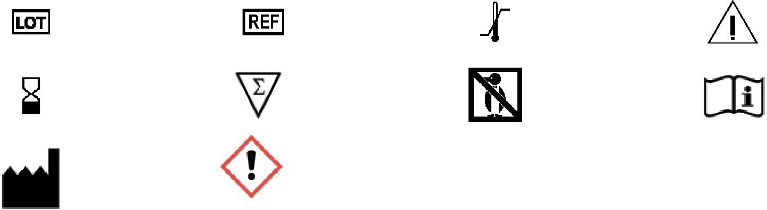 LOT REF !
Σ i
!